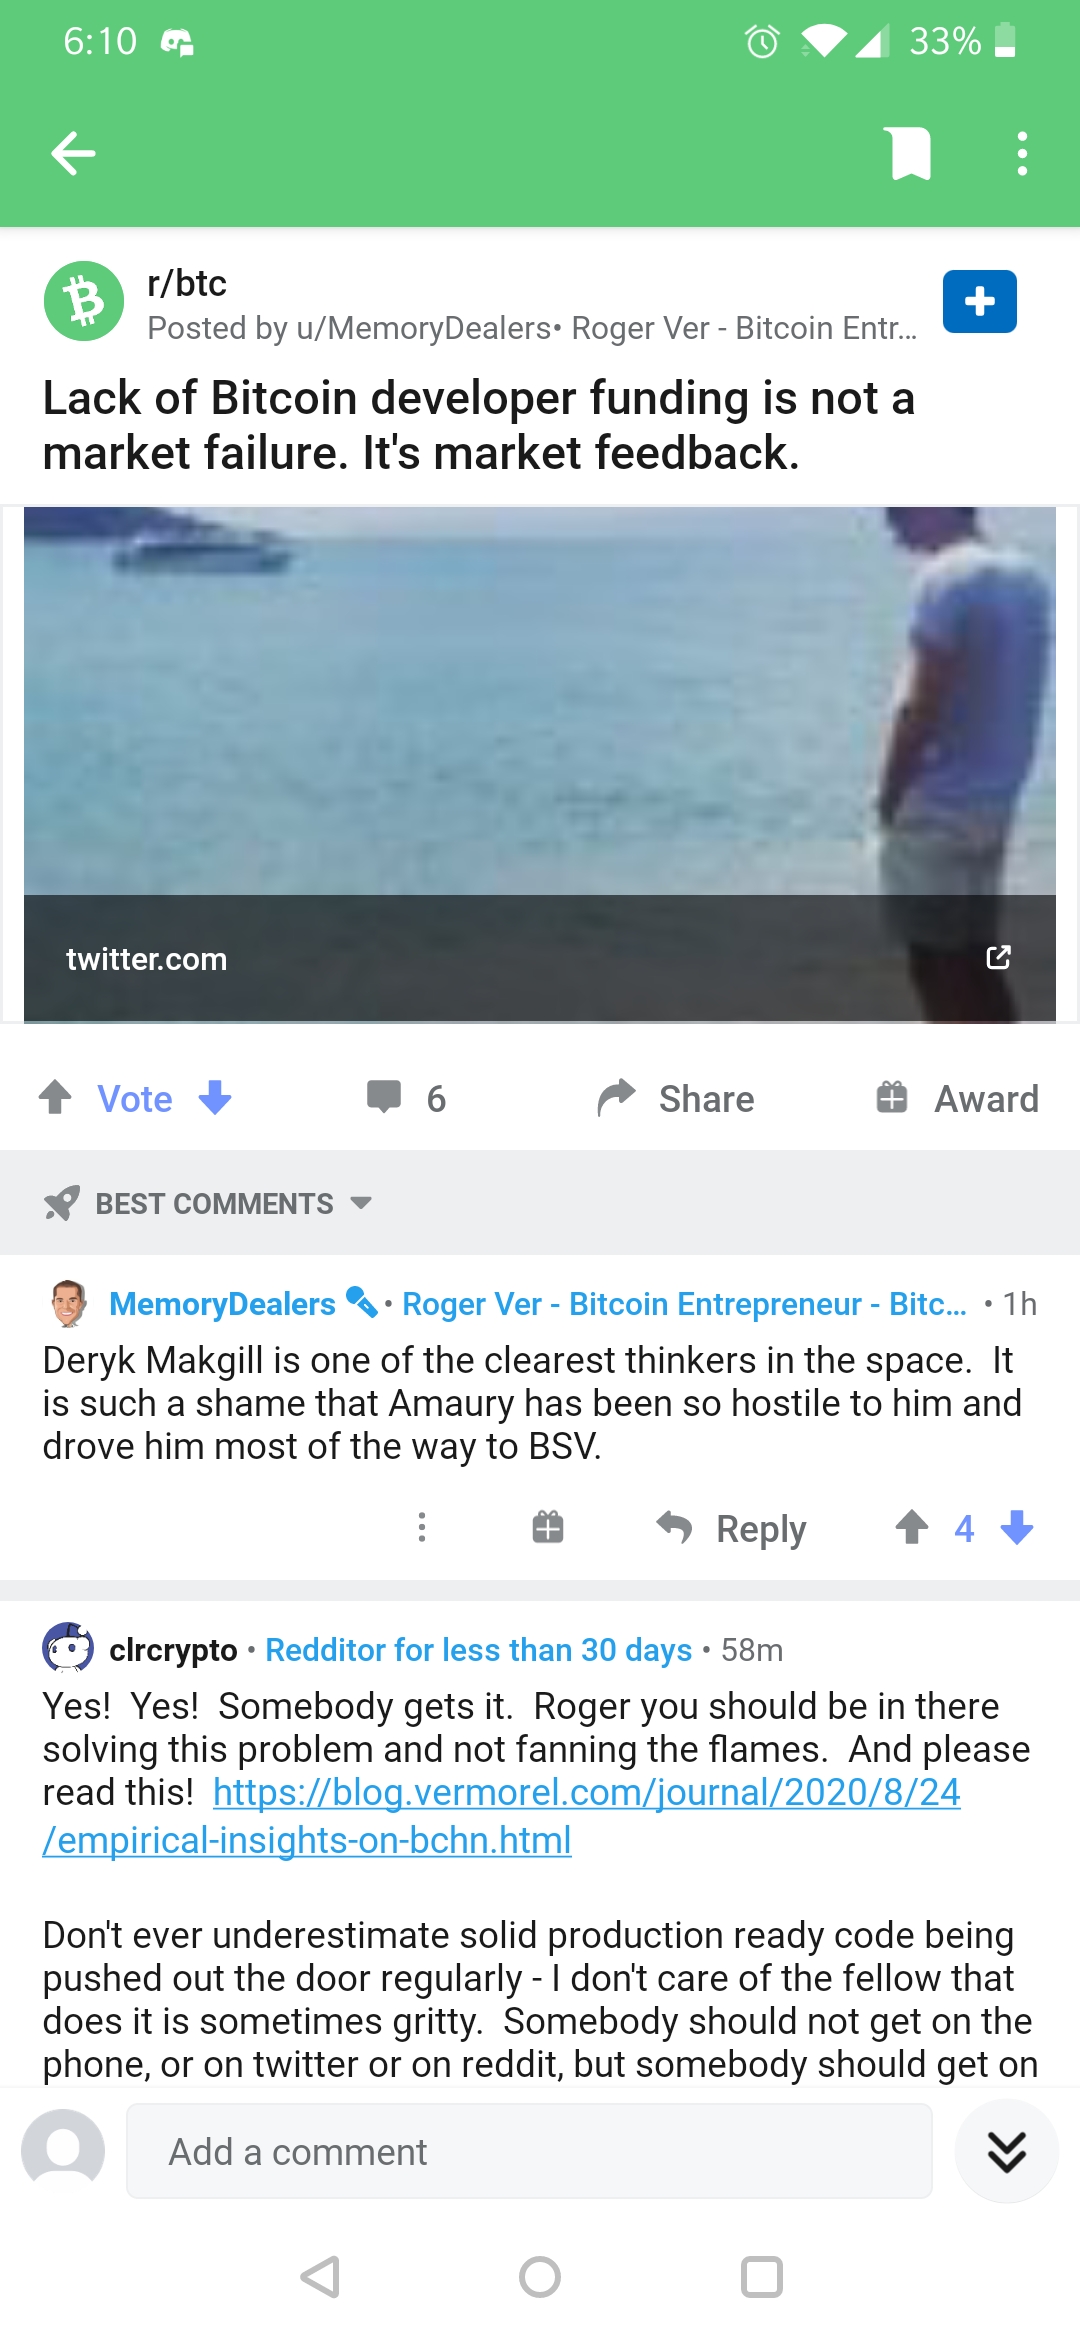 6:10
33%
r/btc
Posted by u/MemoryDealers• Roger Ver - Bitcoin Entr...
Lack of Bitcoin developer funding is not a
market failure. It's market feedback.
twitter.com
Vote
6
Share
Award
BEST COMMENTS
MemoryDealers • Roger Ver - Bitcoin Entrepreneur - Bitc... • 1h
Deryk Makgill is one of the clearest thinkers in the space.  It
is such a shame that Amaury has been so hostile to him and
drove him most of the way to BSV.
Reply
4
clrcrypto • Redditor for less than 30 days • 58m
Yes!  Yes!  Somebody gets it.  Roger you should be in there
solving this problem and not fanning the flames.  And please
read this!  https://blog.vermorel.com/journal/2020/8/24
/empirical-insights-on-bchn.html
Don't ever underestimate solid production ready code being
pushed out the door regularly - I don't care of the fellow that
does it is sometimes gritty.  Somebody should not get on the
phone, or on twitter or on reddit, but somebody should get on
Add a comment